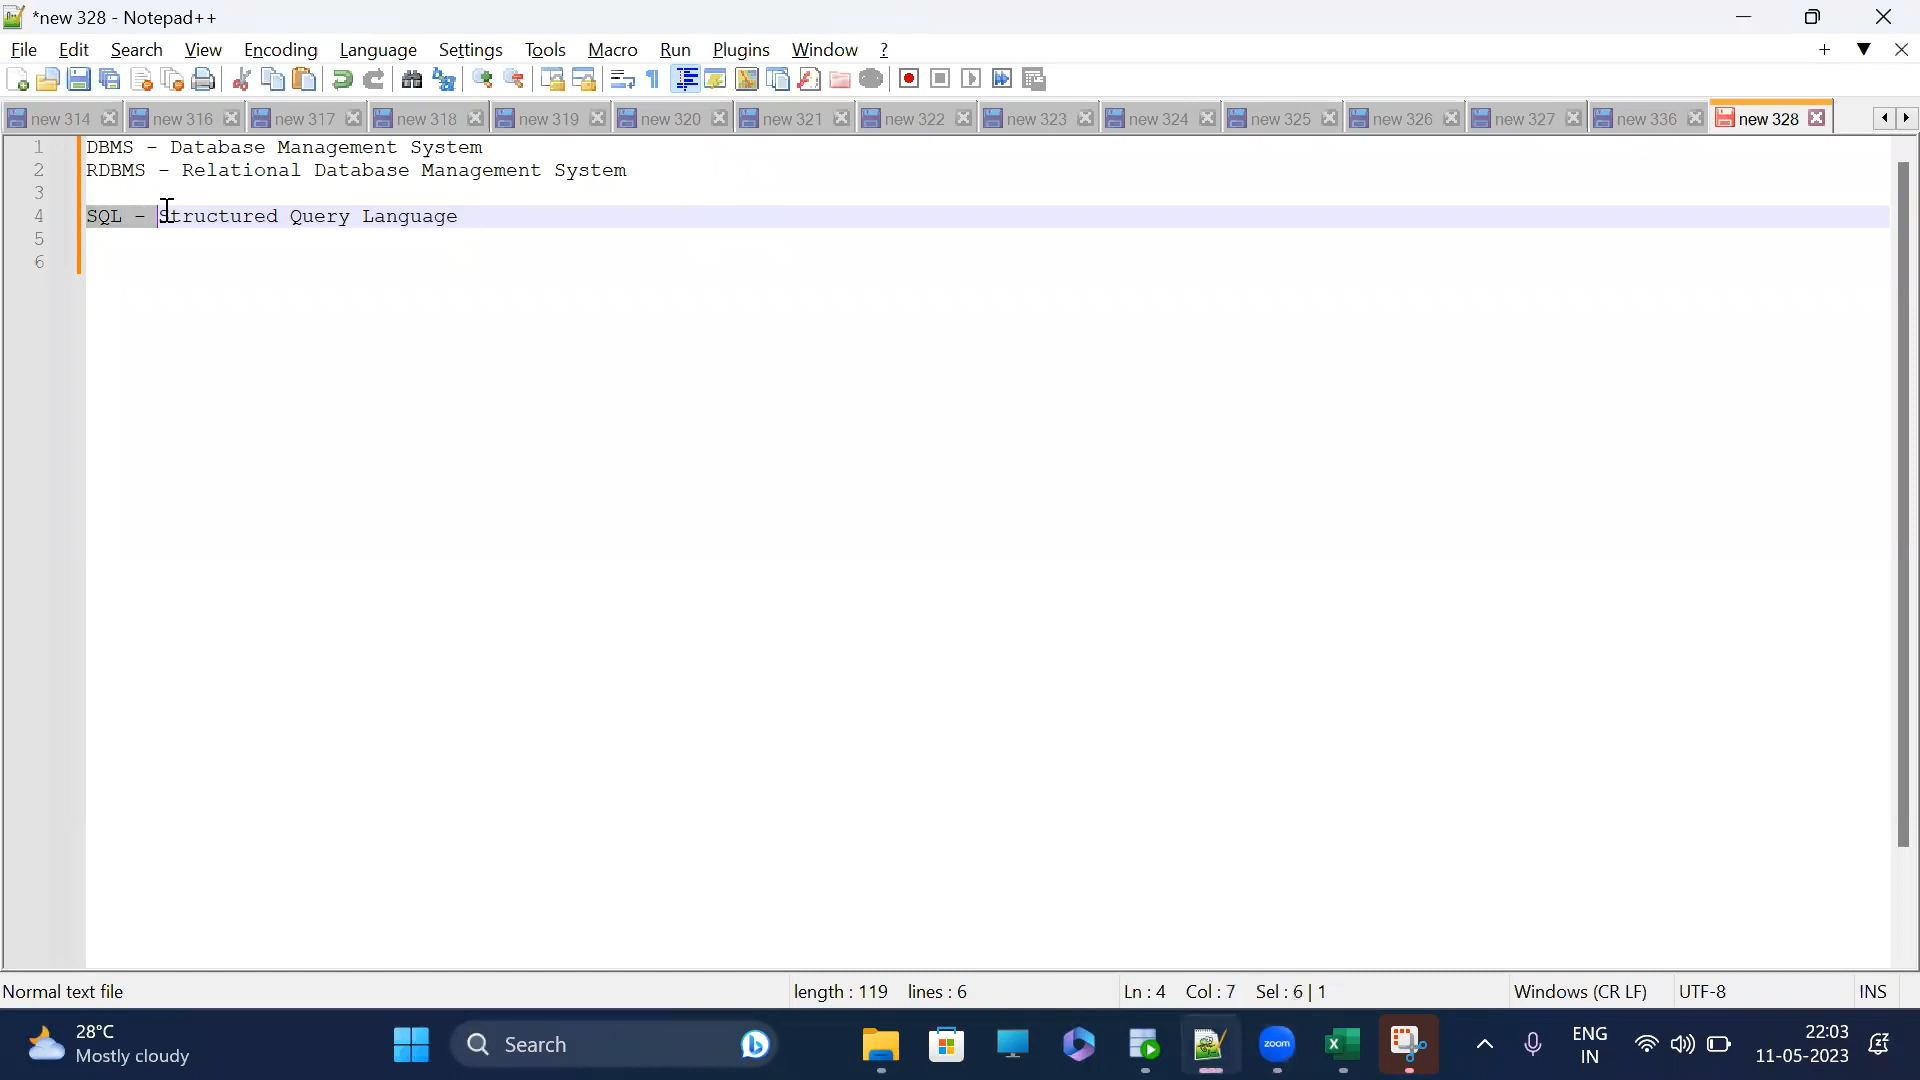 *new 328 - Notepad++
File Edit Search View Encoding Language Settings Tools Macro Run Plugins Window ?
new 314 new 316 new 317 new 318 new 319 new 320 new 321 new 322 new 323 new 324 new 325 new 326 new 327 new 336 new 328
1 DBMS - Database Management System
2 RDBMS - Relational Database Management System
3
4 SQL - Structured Query Language
5
6
Normal text file length : 119 lines : 6 Ln : 4 Col : 7 Sel : 6 | 1 Windows (CR LF) UTF-8 INS
28°C
Mostly cloudy
Search
zoom
ENG
IN
22:03
11-05-2023